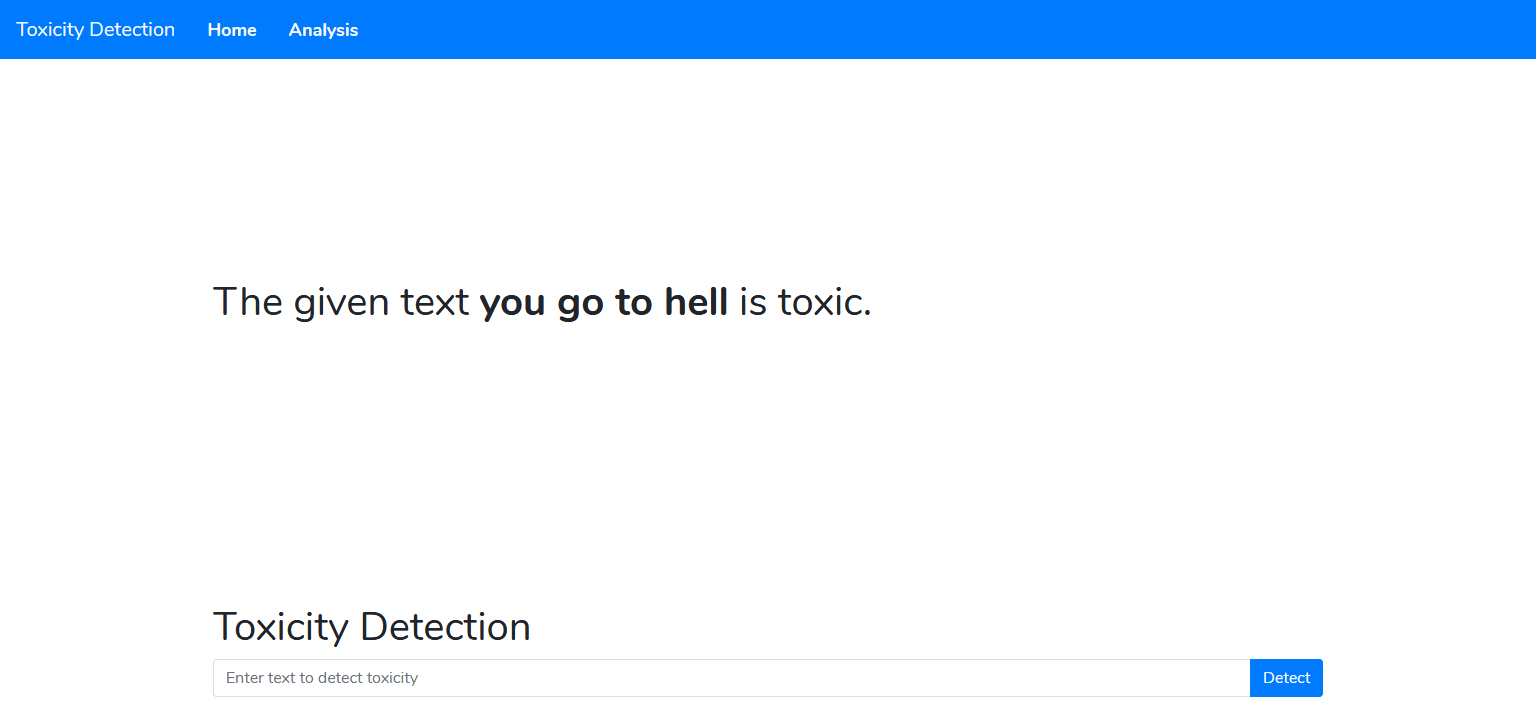 Toxicity Detection Home Analysis
The given text you go to hell is toxic.
Toxicity Detection
Enter text to detect toxicity Detect